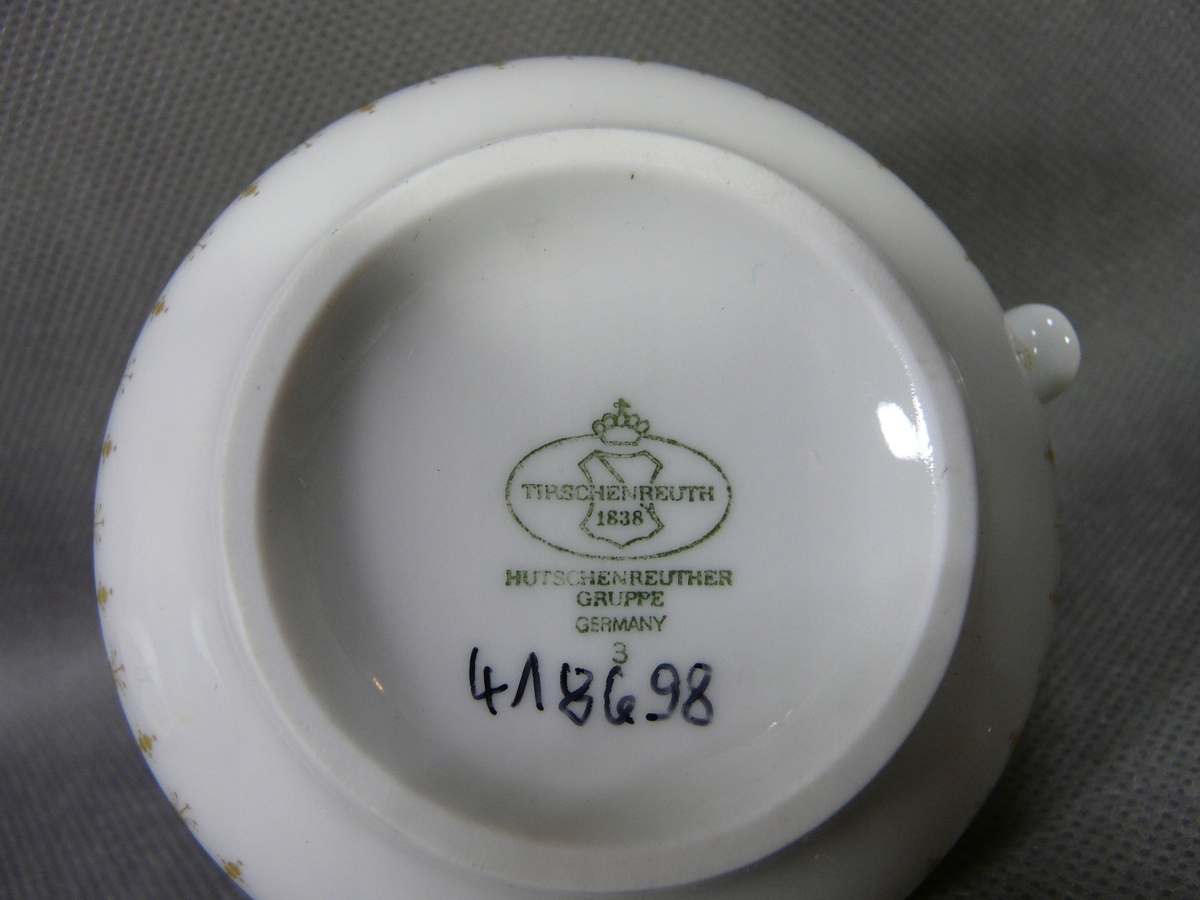 TIRSCHENREUTH
1838
HUTSCHENREUTHER
GRUPPE
GERMANY
3
418698